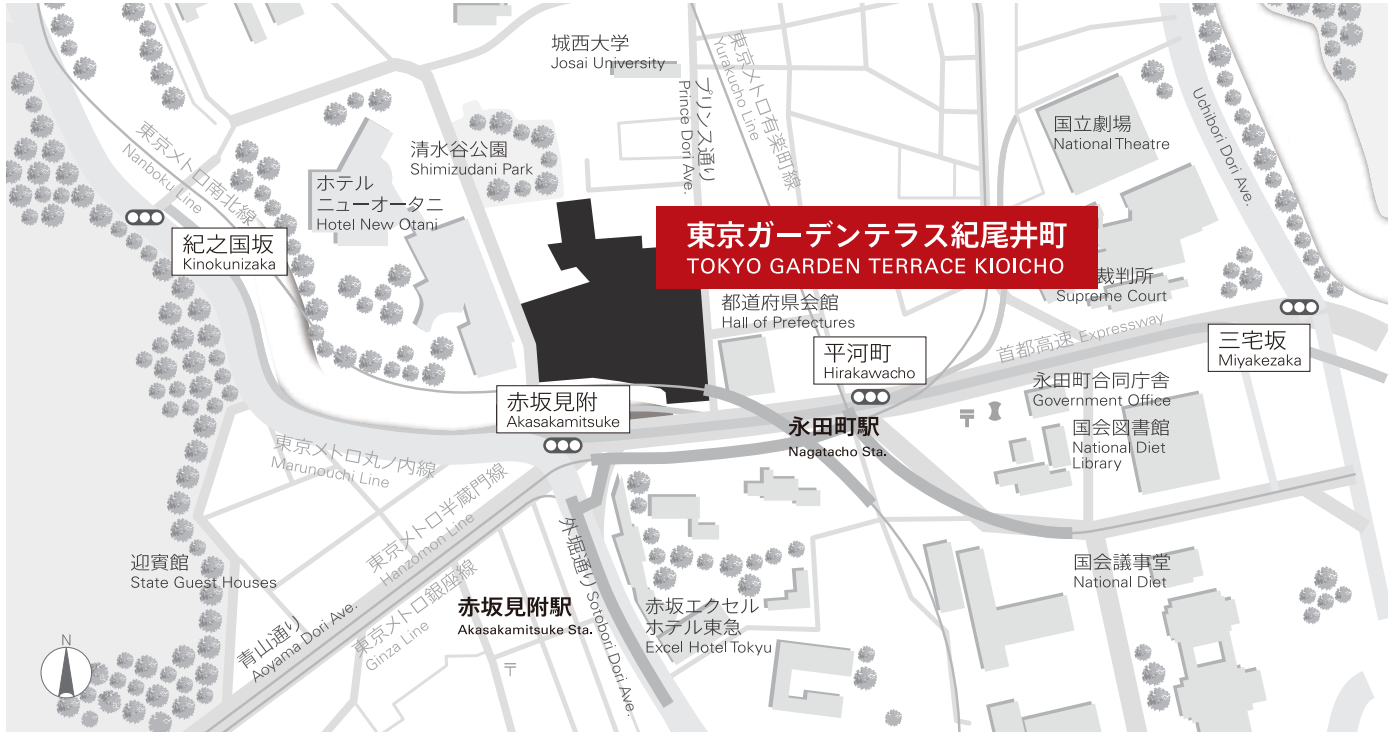 城西大学
Josai University
プリンス通り
Prince Dori Ave.
東京メトロ有楽町線
Yurakucho Line
国立劇場
National Theatre
Uchibori Dori Ave.
東京メトロ南北線
Nanboku Line
清水谷公園
Shimizudani Park
ホテル
ニューオータニ
Hotel New Otani
紀之国坂
Kinokunizaka
東京ガーデンテラス紀尾井町
TOKYO GARDEN TERRACE KIOICHO
裁判所
Supreme Court
都道府県会館
Hall of Prefectures
首都高速 Expressway
三宅坂
Miyakezaka
平河町
Hirakawacho
赤坂見附
Akasakamitsuke
永田町合同庁舎
Government Office
永田町駅
Nagatacho Sta.
国会図書館
National Diet
Library
東京メトロ丸ノ内線
Marunouchi Line
東京メトロ半蔵門線
Hanzomon Line
東京メトロ銀座線
Ginza Line
青山通り
Aoyama Dori Ave.
外堀通り Sotobori Dori Ave.
迎賓館
State Guest Houses
赤坂見附駅
Akasakamitsuke Sta.
赤坂エクセル
ホテル東急
Excel Hotel Tokyu
国会議事堂
National Diet
N